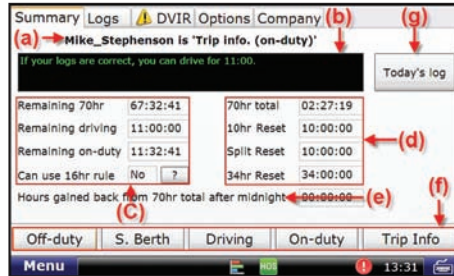 Summary Logs DVIR Options Company (b) (g)
(a) Mike_Stephenson is 'Trip info. (on-duty)'
If your logs are correct, you can drive for 11:00.
Today's log
Remaining 70hr 67:32:41 70hr total 02:27:19
Remaining driving 11:00:00 10hr Reset 10:00:00
(d)
Remaining on-duty 11:32:41 Split Reset 10:00:00
Can use 16hr rule No ? 34hr Reset 34:00:00
Hours gained back from 70hr total after midnight (e) 00:00:00
(C) (f)
Off-duty S. Berth Driving On-duty Trip Info
Menu HOS ! 13:31